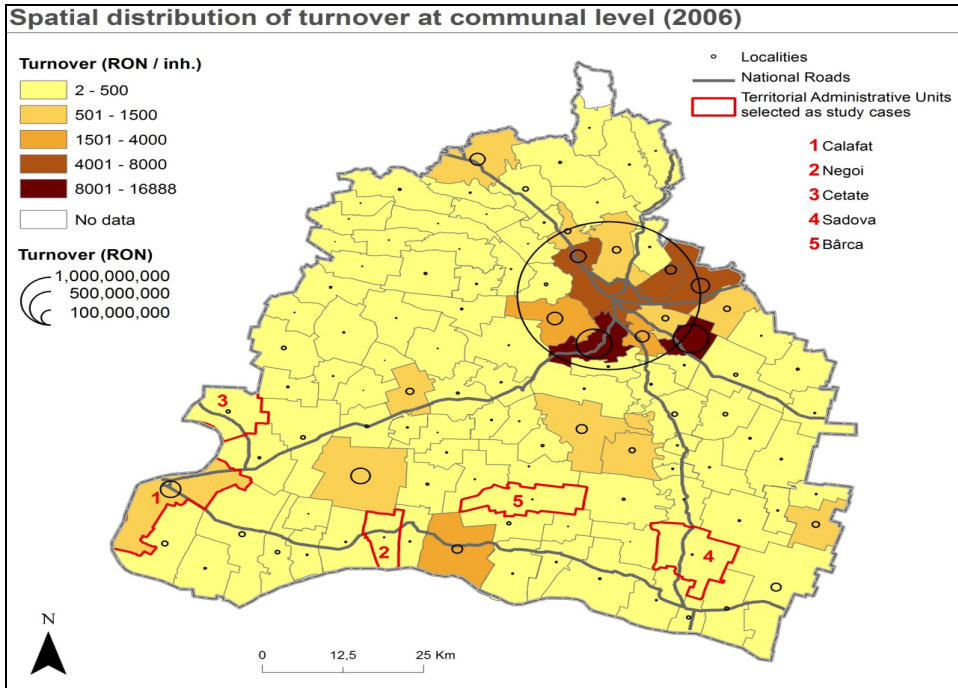 Spatial distribution of turnover at communal level (2006)
Turnover (RON / inh.)
2 - 500
501 - 1500
1501 - 4000
4001 - 8000
8001 - 16888
No data
Turnover (RON)
1,000,000,000
500,000,000
100,000,000
Localities
National Roads
Territorial Administrative Units
selected as study cases
1 Calafat
2 Negoi
3 Cetate
4 Sadova
5 Bârca
3
1
5
2
4
N
0 12,5 25 Km